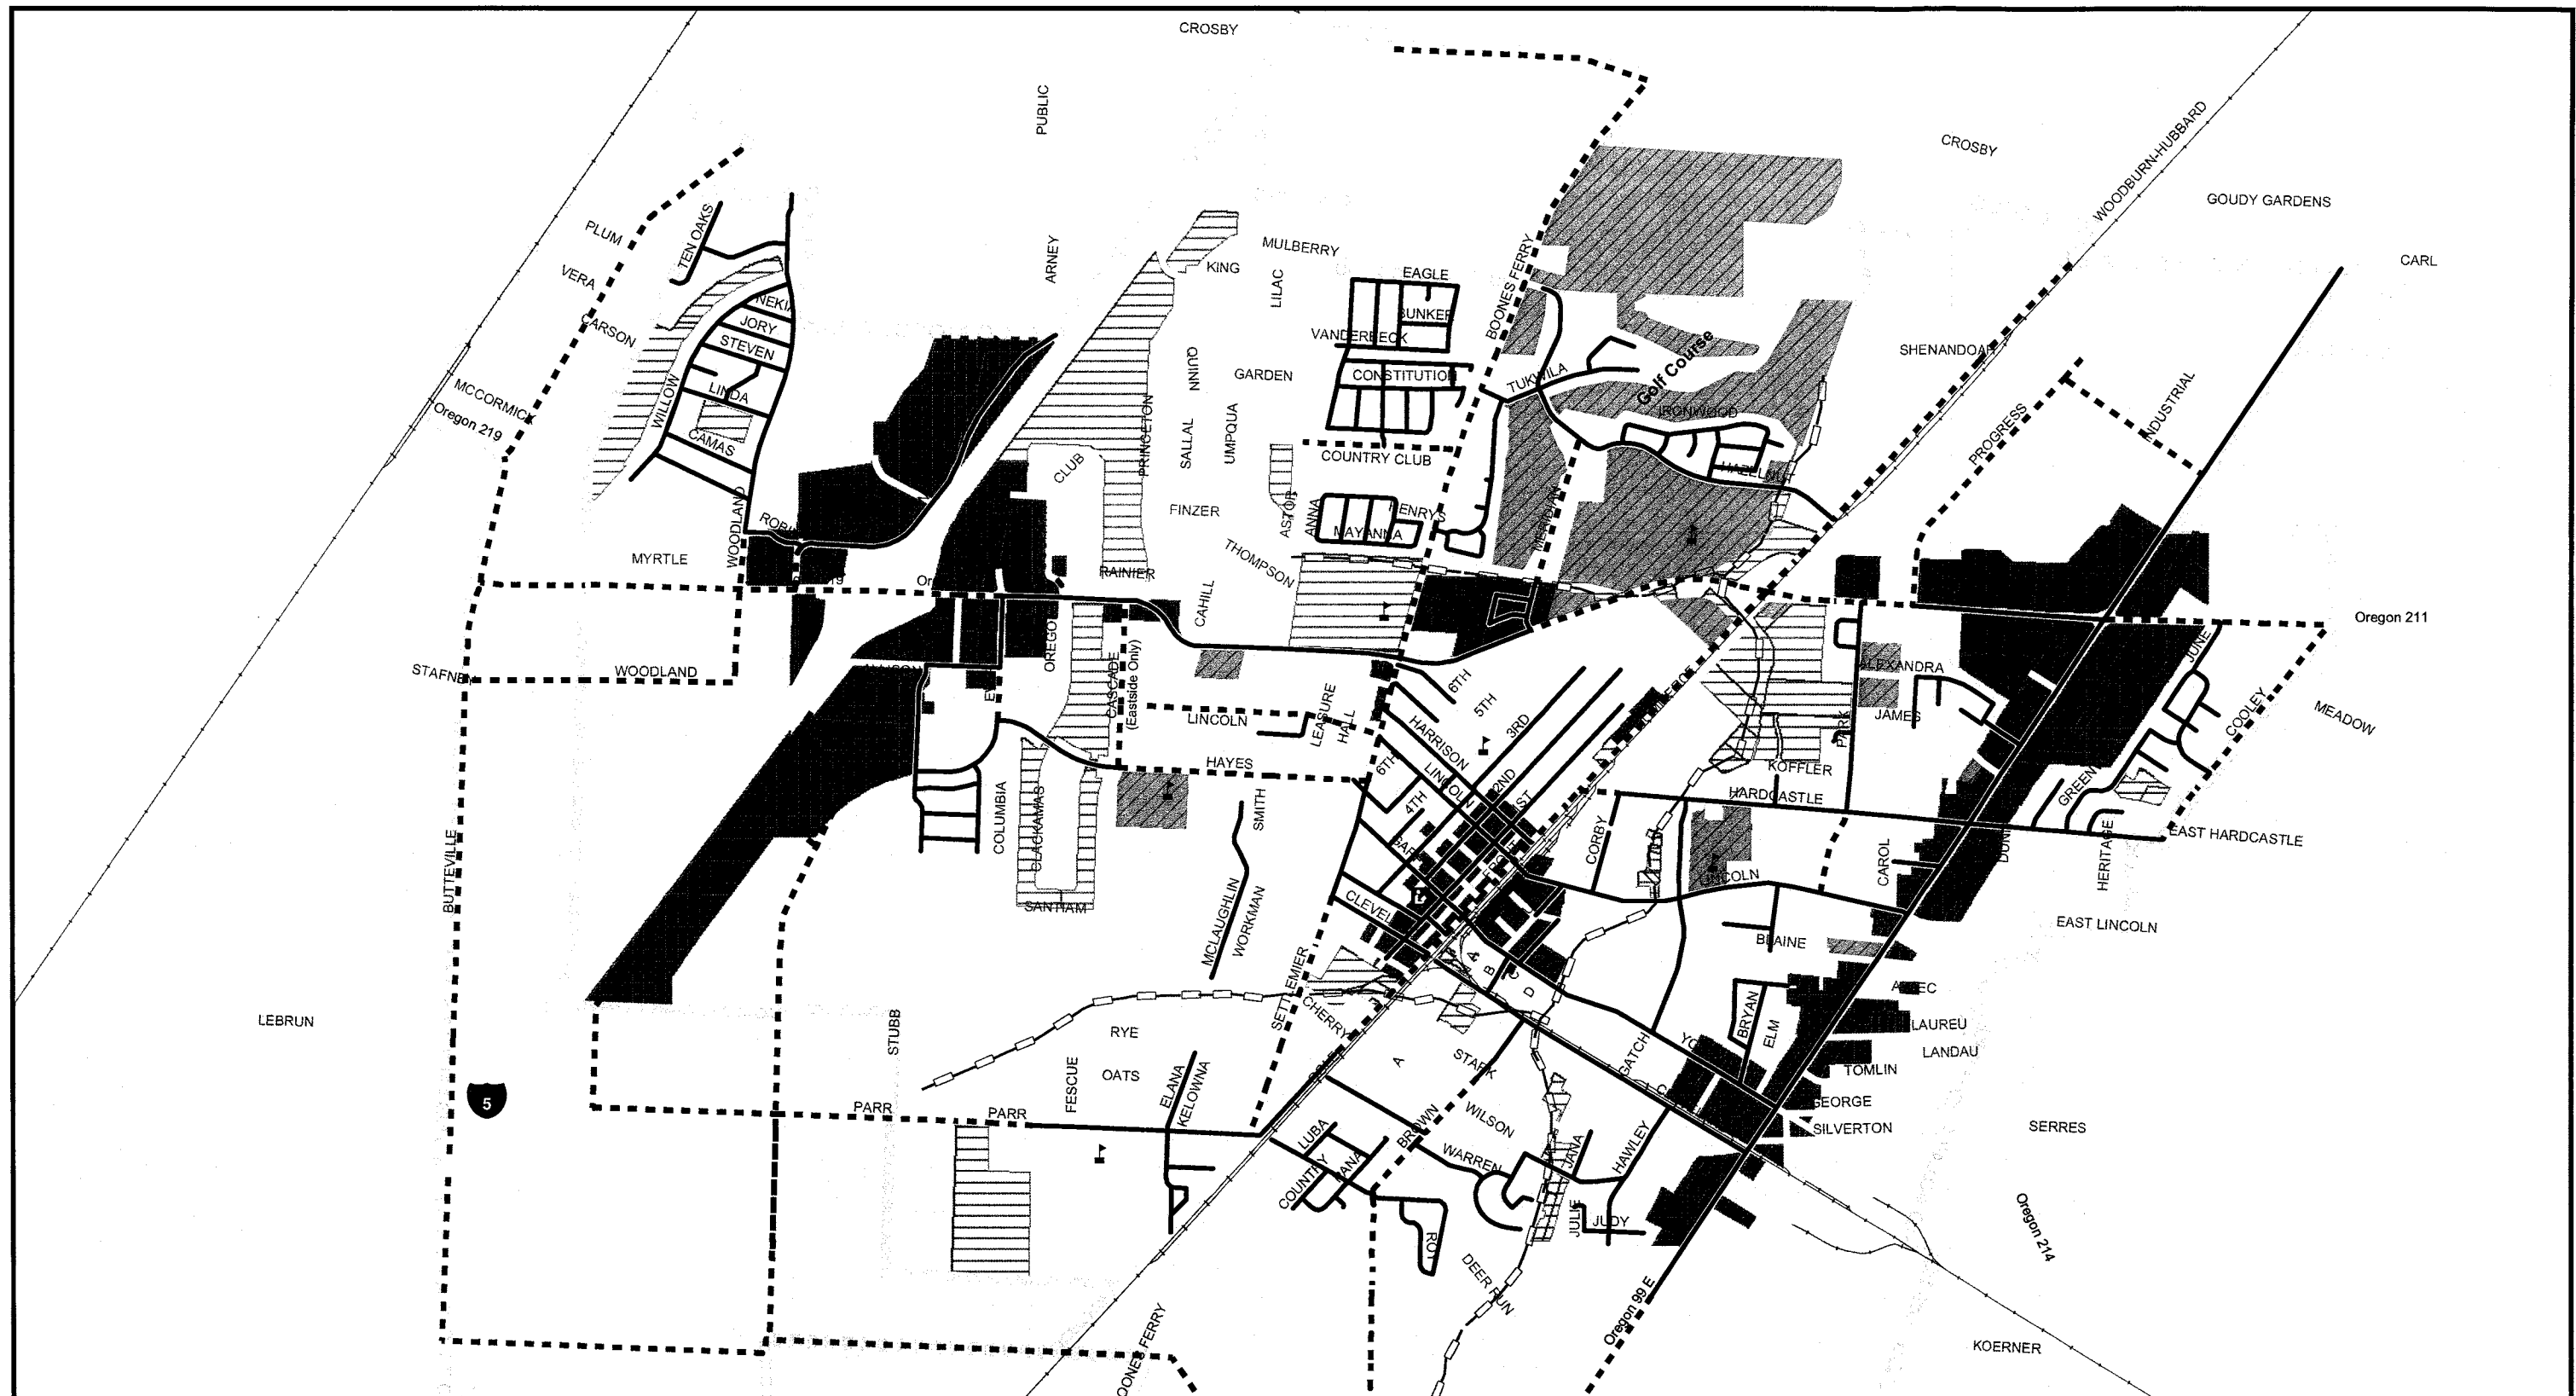 CROSBY
PUBLIC
CROSBY
WOODBURN-HUBBARD
GOUDY GARDENS
CARL
PLUM
TEN OAKS
VERA
ARNEY
MULBERRY
KING
LILAC
EAGLE
BOONES FERRY
NEKIA
BUNKER
CARSON
JORY
VANDERBECK
STEVEN
SHENANDOAH
QUINN
GARDEN
CONSTITUTION
TUKWILA
Golf Course
MCCORMICK
LINDA
WILLOW
INDUSTRIAL
Oregon 219
PRINCETON
SALLAL
UMPQUA
IRONWOOD
PROGRESS
CAMAS
CLUB
COUNTRY CLUB
WOODLAND
FINZER
ASTOR
ANNA
HENRYS
MAYANNA
MERIDIAN
MYRTLE
RAINIER
THOMPSON
CAHILL
Oregon 211
STAFNEY
WOODLAND
CASCADE
(Eastside Only)
LINCOLN
LEASURE
HALL
6TH
5TH
3RD
HARRISON
ALEXANDRA
JAMES
PARK
JUNE
COOLEY
MEADOW
HAYES
6TH
LINCOLN
2ND
4TH
KOFFLER
HARDCASTLE
COLUMBIA
CLACKAMAS
SMITH
CORBY
CAROL
HERITAGE
EAST HARDCASTLE
BUTTEVILLE
SANTIAM
MCLAUGHLIN
WORKMAN
LINCOLN
EAST LINCOLN
BLAINE
A
B
C
D
SETTLEMIER
CHERRY
LEBRUN
STUBB
RYE
BRYAN
ELM
LANDAU
TOMLIN
FESCUE
OATS
ELANA
KELOWNA
A
STARK
GATCH
5
PARR
PARR
GEORGE
SILVERTON
SERRES
LUBA
BROWN
WILSON
WARREN
JANA
HAWLEY
COUNTRY
JULIE
JUDY
DEER RUN
Oregon 214
Oregon 99 E
KOERNER